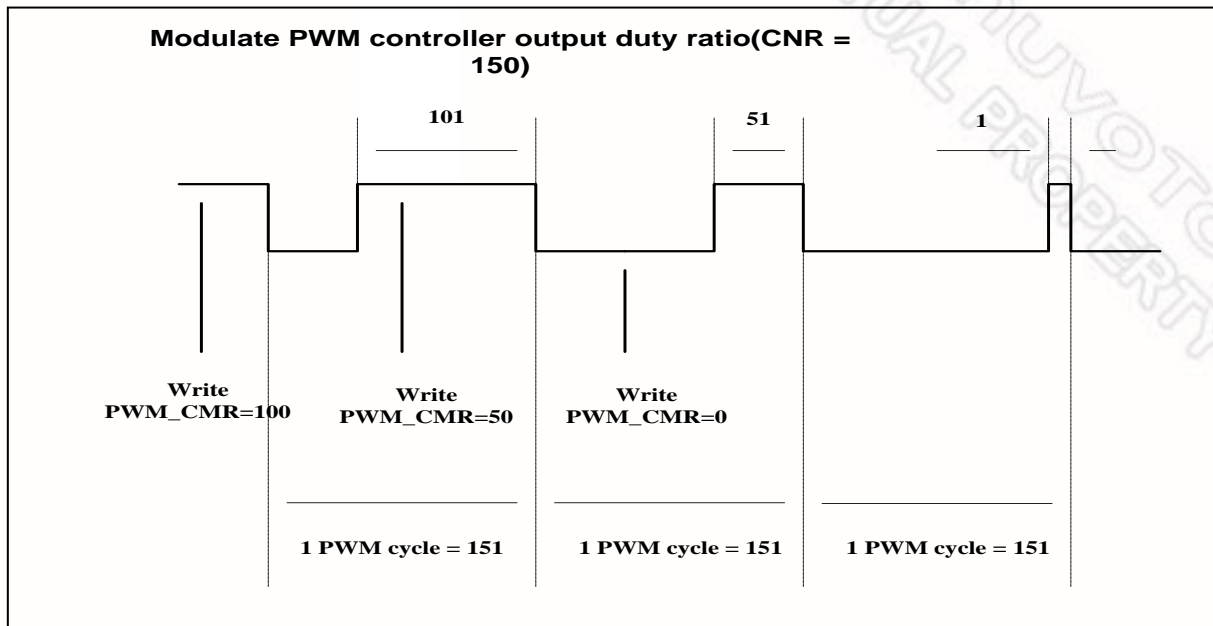 Modulate PWM controller output duty ratio(CNR =
150)
101
51
1
Write
PWM_CMR=100
Write
PWM_CMR=50
Write
PWM_CMR=0
1 PWM cycle = 151
1 PWM cycle = 151
1 PWM cycle = 151
PROPERTY